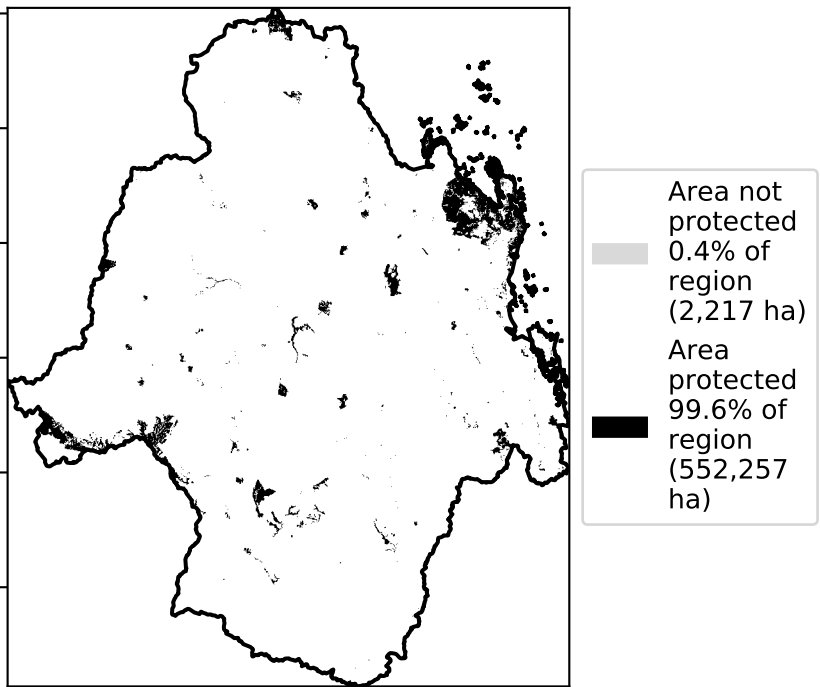 Area not
protected
0.4% of
region
(2,217 ha)
Area
protected
99.6% of
region
(552,257
ha)